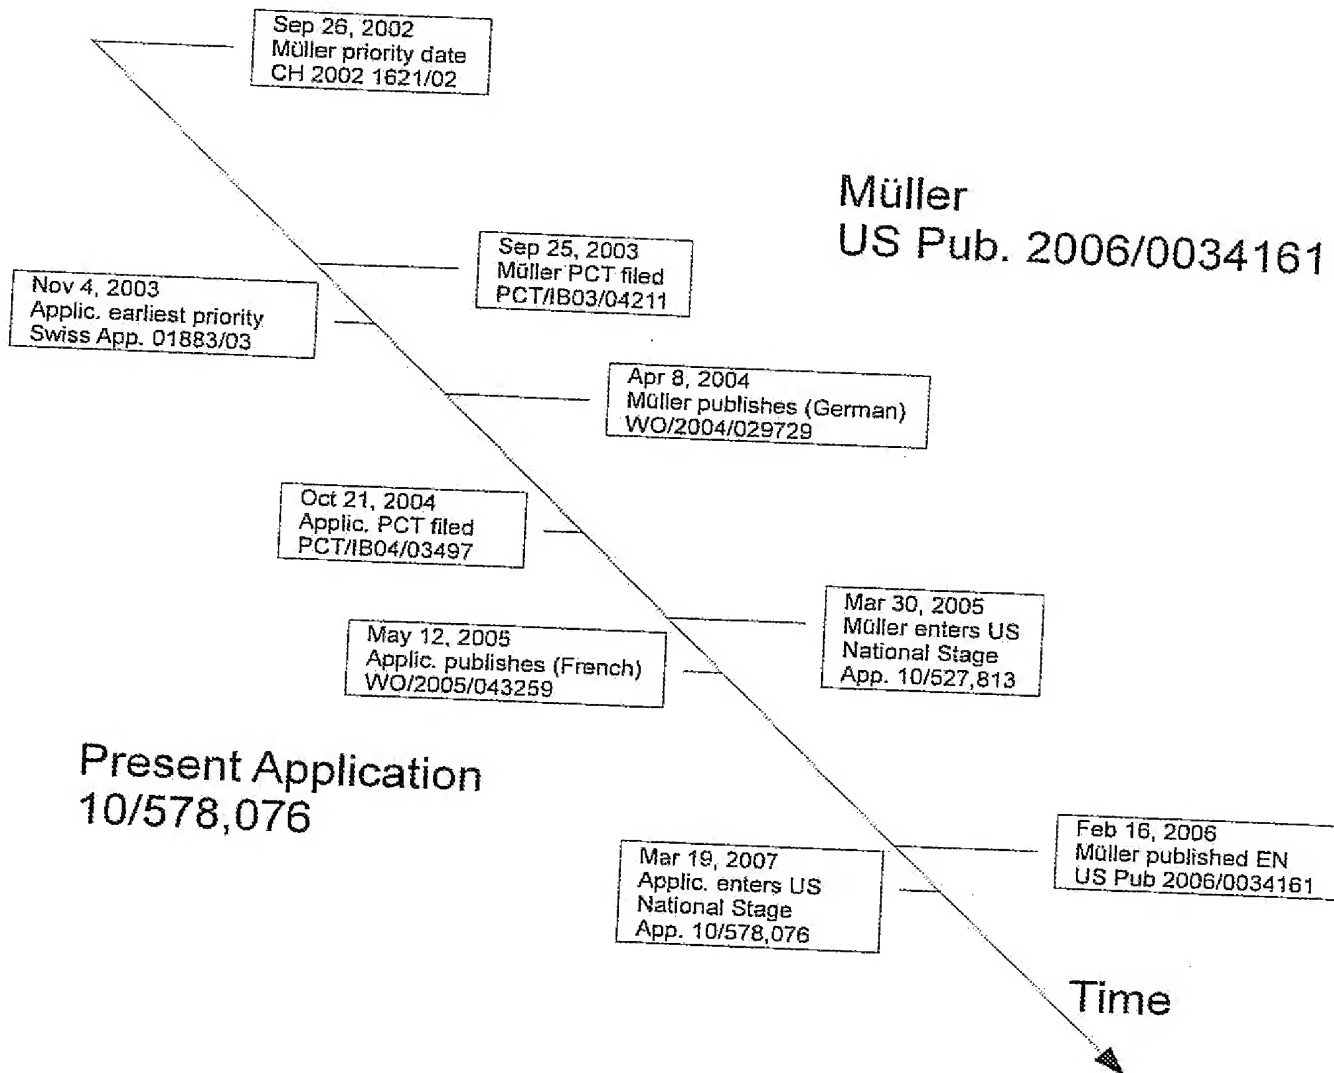 Sep 26, 2002
Müller priority date
CH 2002 1621/02
Müller
US Pub. 2006/0034161
Sep 25, 2003
Müller PCT filed
PCT/IB03/04211
Nov 4, 2003
Applic. earliest priority
Swiss App. 01883/03
Apr 8, 2004
Müller publishes (German)
WO/2004/029729
Oct 21, 2004
Applic. PCT filed
PCT/IB04/03497
Mar 30, 2005
Müller enters US
National Stage
App. 10/527,813
May 12, 2005
Applic. publishes (French)
WO/2005/043259
Present Application
10/578,076
Feb 16, 2006
Müller published EN
US Pub 2006/0034161
Mar 19, 2007
Applic. enters US
National Stage
App. 10/578,076
Time